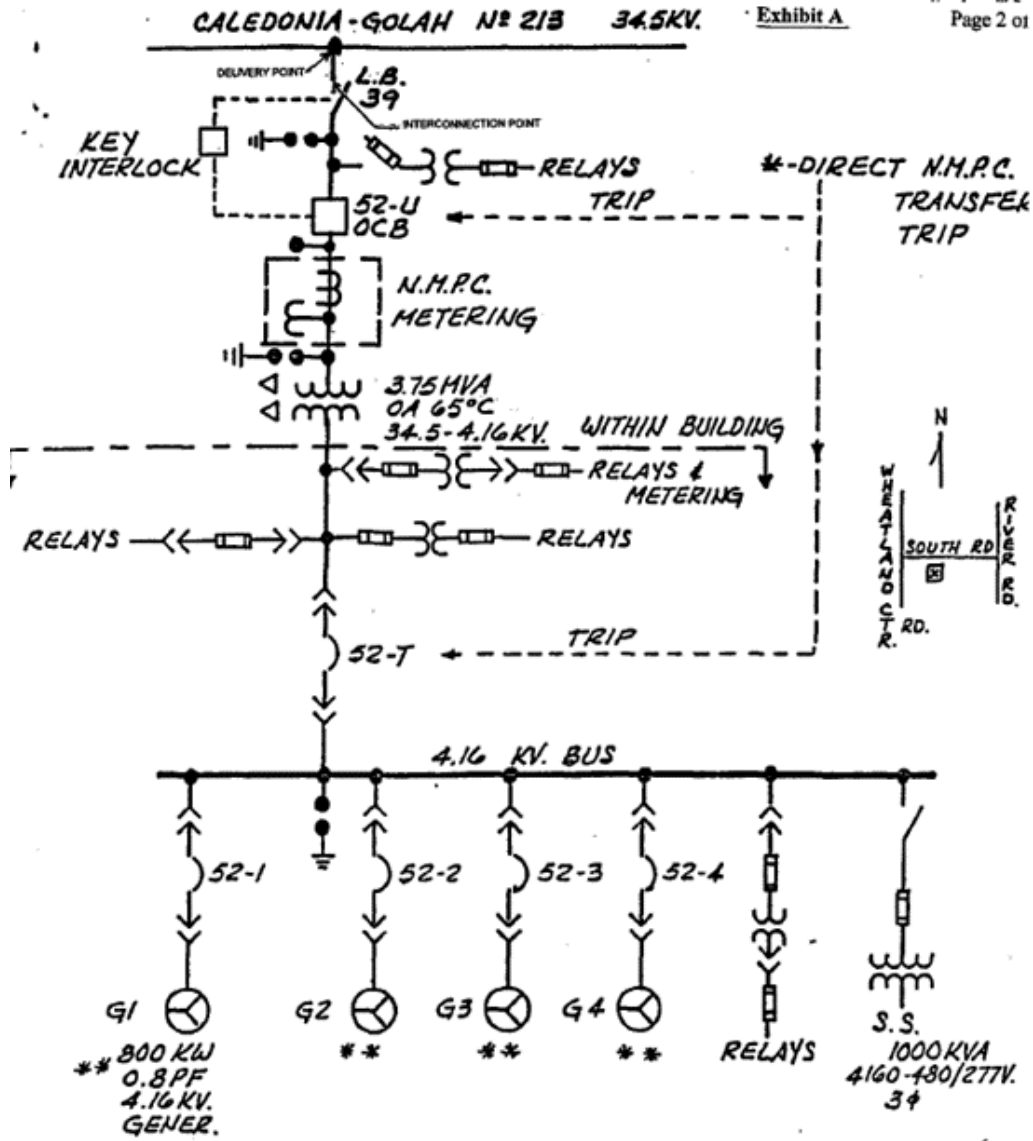 CALEDONIA-GOLAH Nº 213 34.5KV.
Exhibit A
Page 2 of
DELIVERY POINT
L.B.
39
INTERCONNECTION POINT
KEY
INTERLOCK
RELAYS
*-DIRECT N.M.P.C.
TRANSFER
TRIP
52-U
OCB
TRIP
N.M.P.C.
METERING
3.75 MVA
OA 65°C
34.5-4.16KV.
WITHIN BUILDING
RELAYS &
METERING
RELAYS
RELAYS
N
WHEATLAND CTR.
RD.
SOUTH RD
RIVER RD.
52-T
TRIP
4.16 KV. BUS
52-1
52-2
52-3
52-4
G1
G2
G3
G4
** 800 KW
0.8PF
4.16KV.
GENER.
**
**
**
RELAYS
S.S.
1000KVA
4160-480/277V.
3ϕ